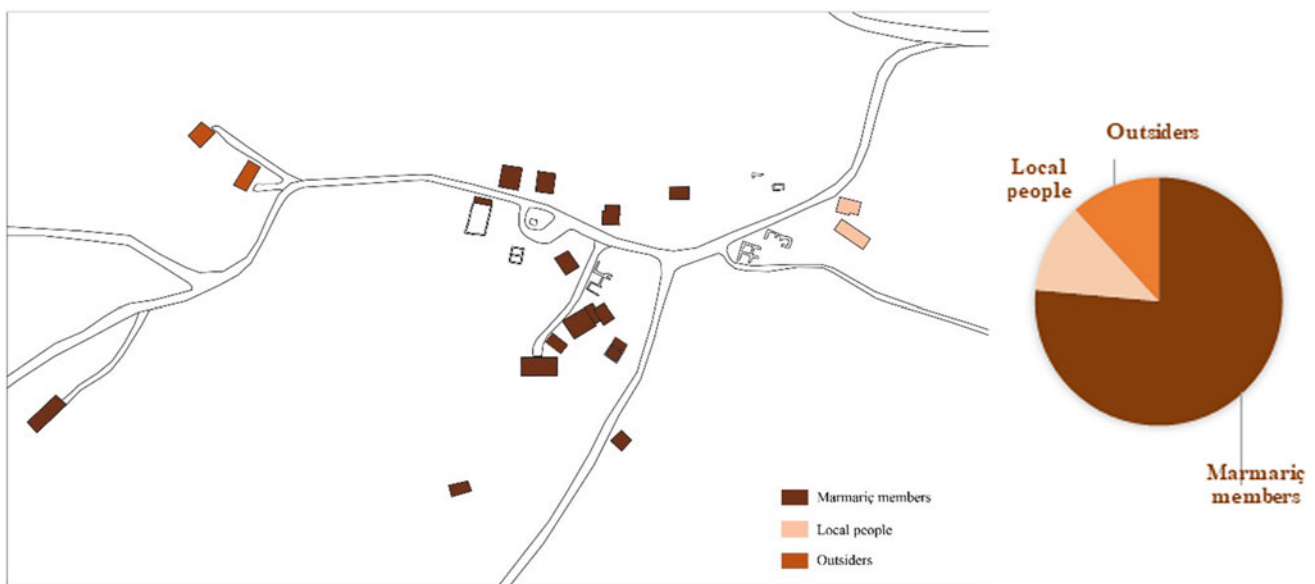 Marmariç members
Local people
Outsiders
Outsiders
Local
people
Marmariç
members